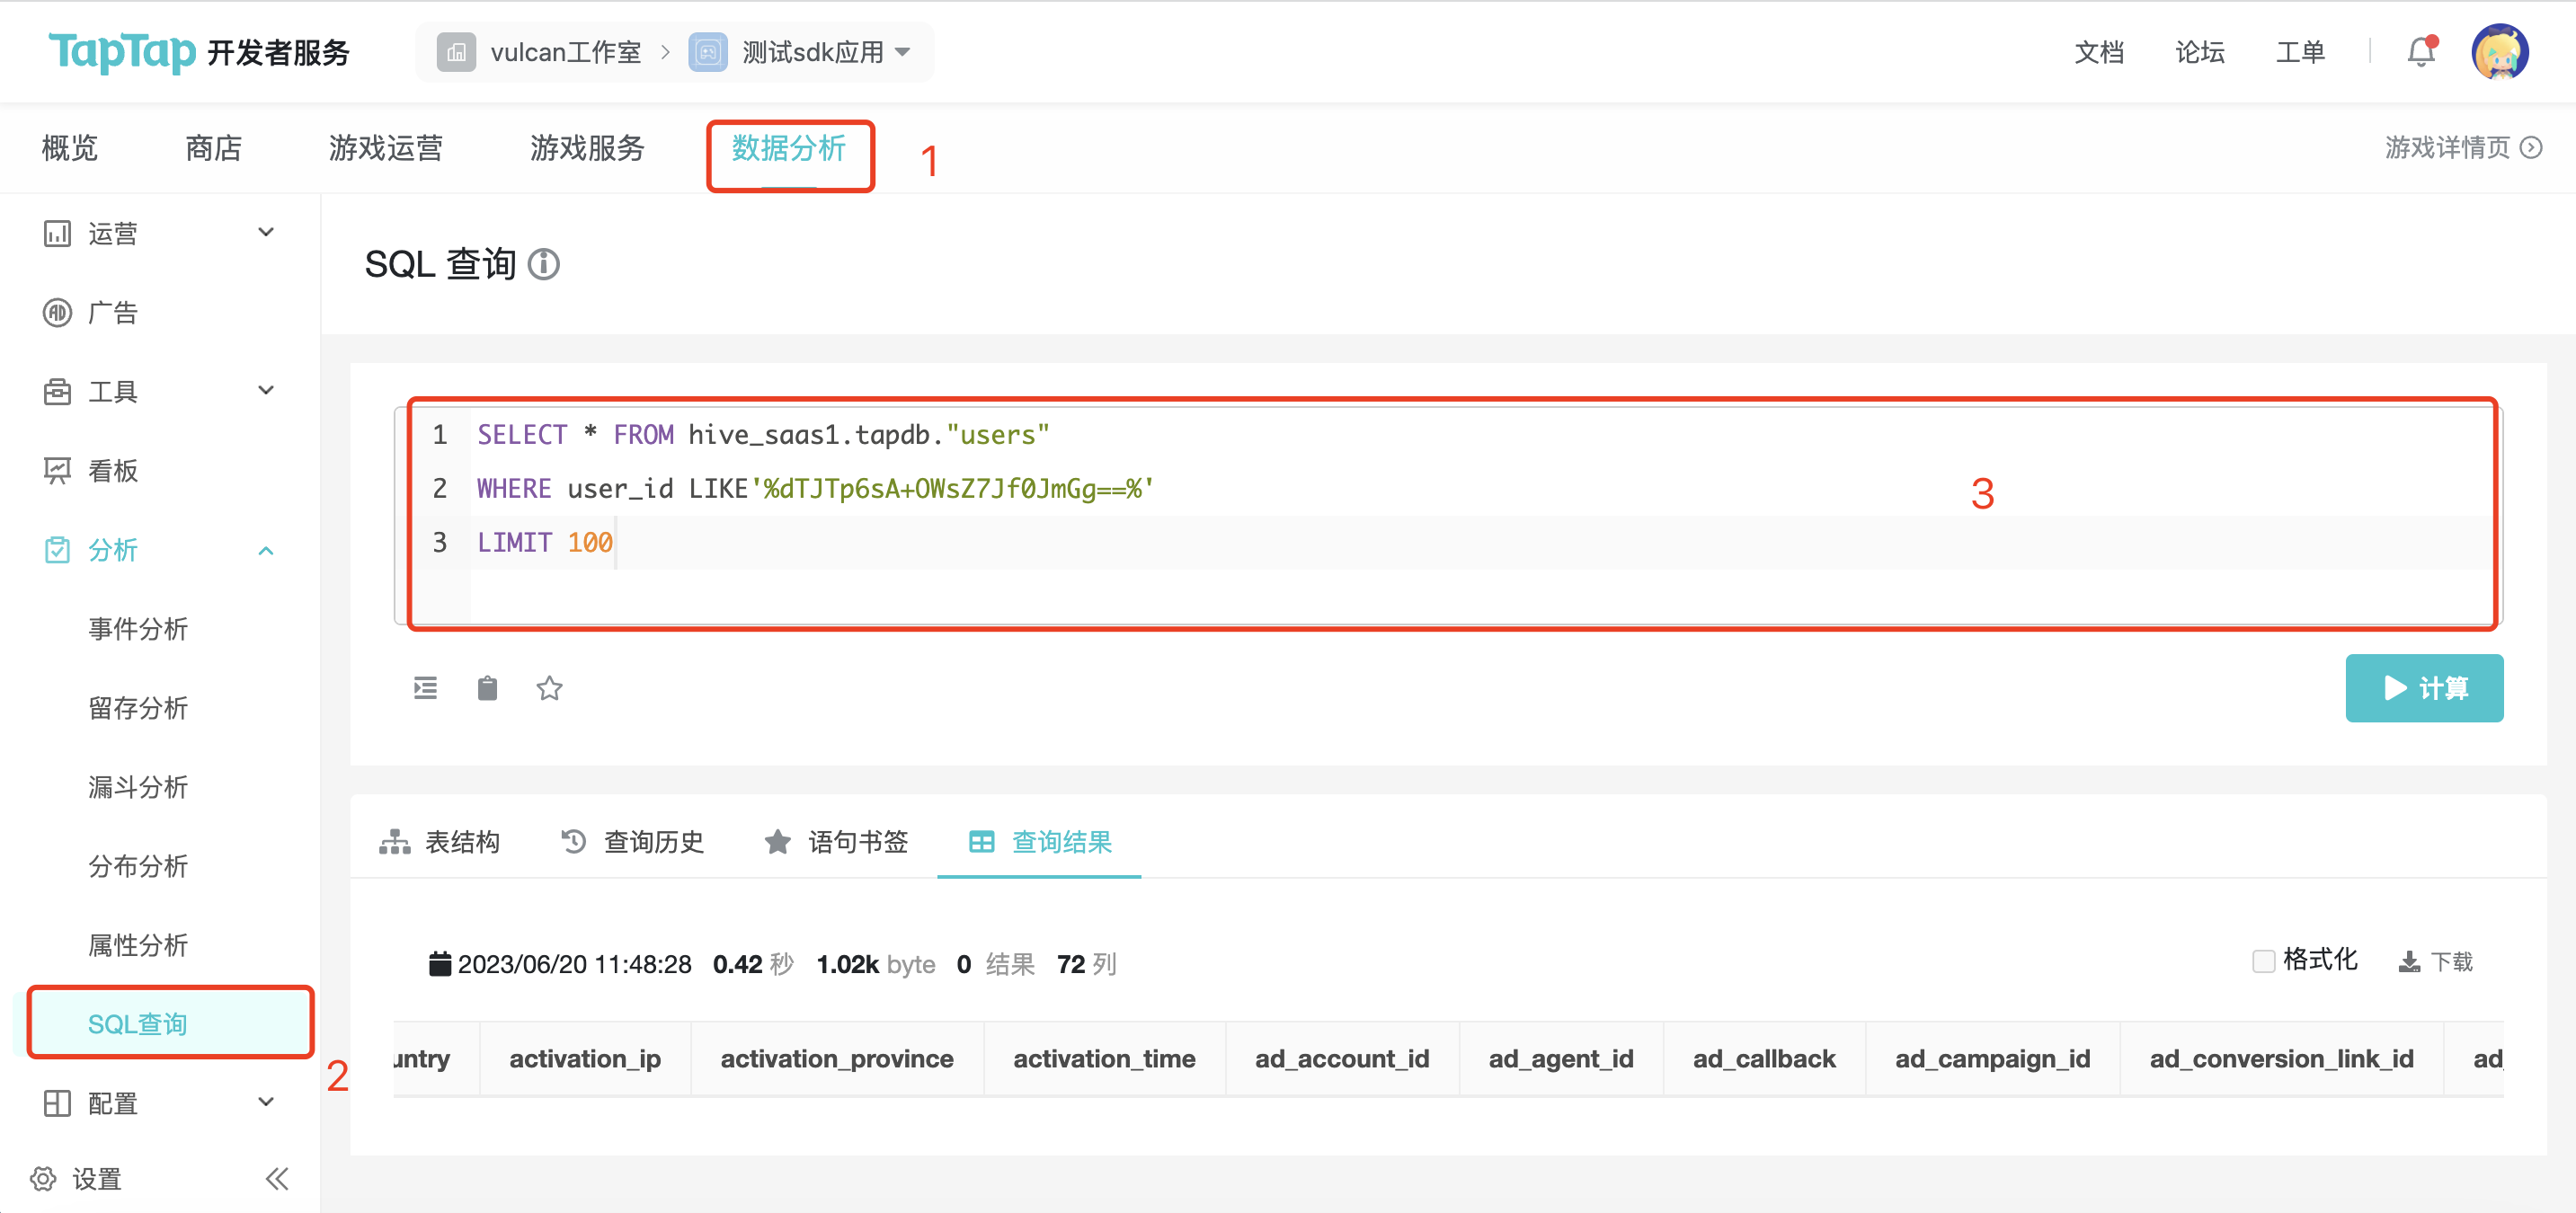 TapTap 开发者服务
vulcan工作室
测试sdk应用
文档
论坛
工单
概览
商店
游戏运营
游戏服务
数据分析
1
游戏详情页
运营
广告
工具
看板
分析
事件分析
留存分析
漏斗分析
分布分析
属性分析
SQL查询
2
配置
设置
SQL 查询
1 SELECT * FROM hive_saas1.tapdb."users"
2 WHERE user_id LIKE'%dTJTp6sA+OWsZ7Jf0JmGg==%'
3 LIMIT 100
3
计算
表结构
查询历史
语句书签
查询结果
2023/06/20 11:48:28 0.42 秒 1.02k byte 0 结果 72 列
格式化
下载
untry
activation_ip
activation_province
activation_time
ad_account_id
ad_agent_id
ad_callback
ad_campaign_id
ad_conversion_link_id
ad_